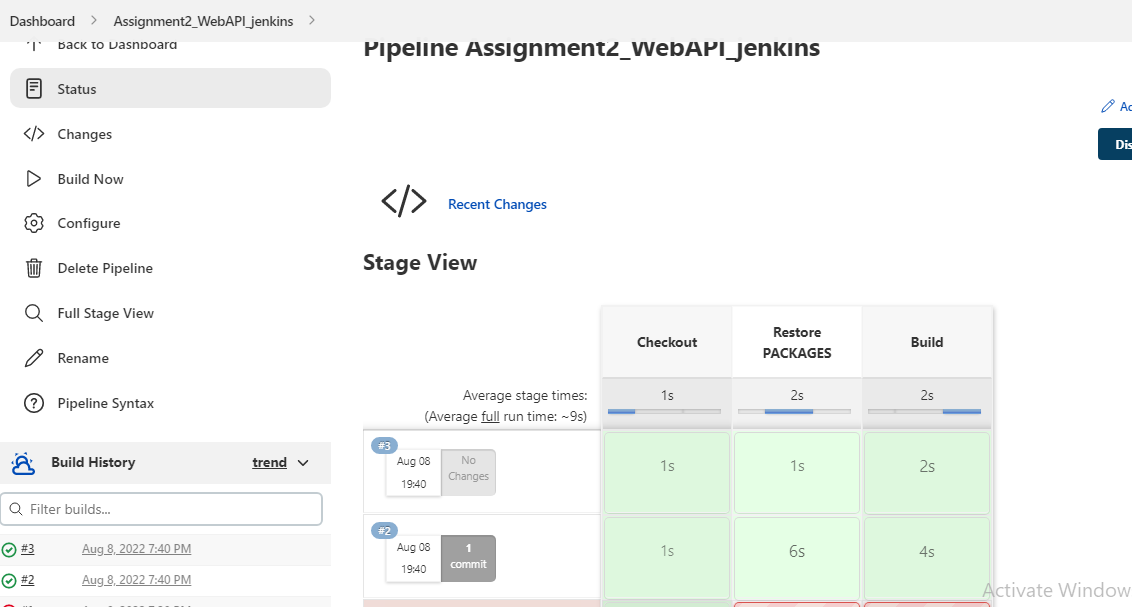 Dashboard > Assignment2_WebAPI_jenkins >
Back to Dashboard
Status
Changes
Build Now
Configure
Delete Pipeline
Full Stage View
Rename
Pipeline Syntax
Build History
trend
Filter builds...
#3 Aug 8, 2022 7:40 PM
#2 Aug 8, 2022 7:40 PM
Pipeline Assignment2_WebAPI_jenkins
Recent Changes
Stage View
Checkout
Restore
PACKAGES
Build
Average stage times:
(Average full run time: ~9s)
1s
2s
2s
#3
Aug 08
19:40
No
Changes
1s
1s
2s
#2
Aug 08
19:40
1
commit
1s
6s
4s
Activate Window